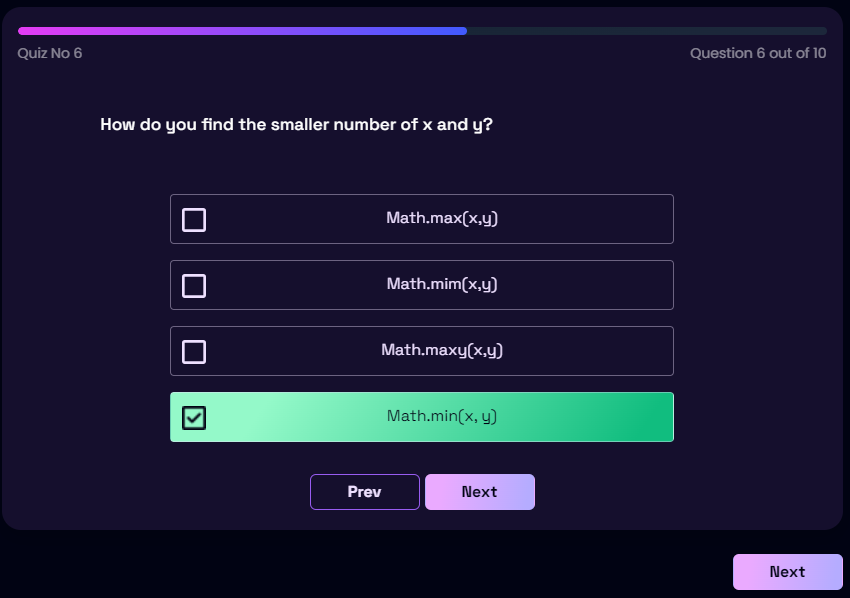 Quiz No 6
Question 6 out of 10
How do you find the smaller number of x and y?
Math.max(x,y)
Math.mim(x,y)
Math.maxy(x,y)
Math.min(x, y)
Prev
Next
Next